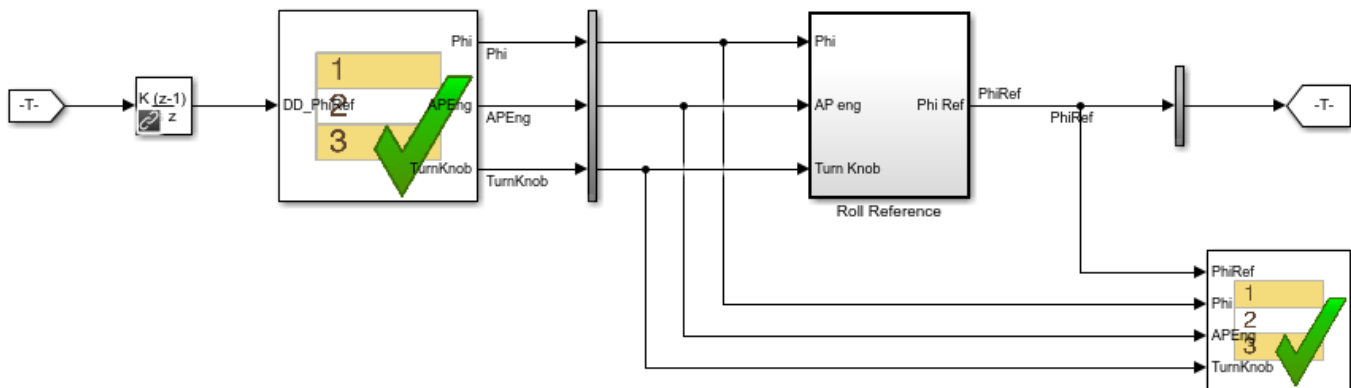 -T-
K (z-1)
z
DD_PhiRef
1
2
3
Phi
APEng
TurnKnob
Phi
APEng
TurnKnob
Phi
AP eng
Turn Knob
Phi Ref
Roll Reference
PhiRef
PhiRef
-T-
PhiRef
Phi
APEng
TurnKnob
1
2
3